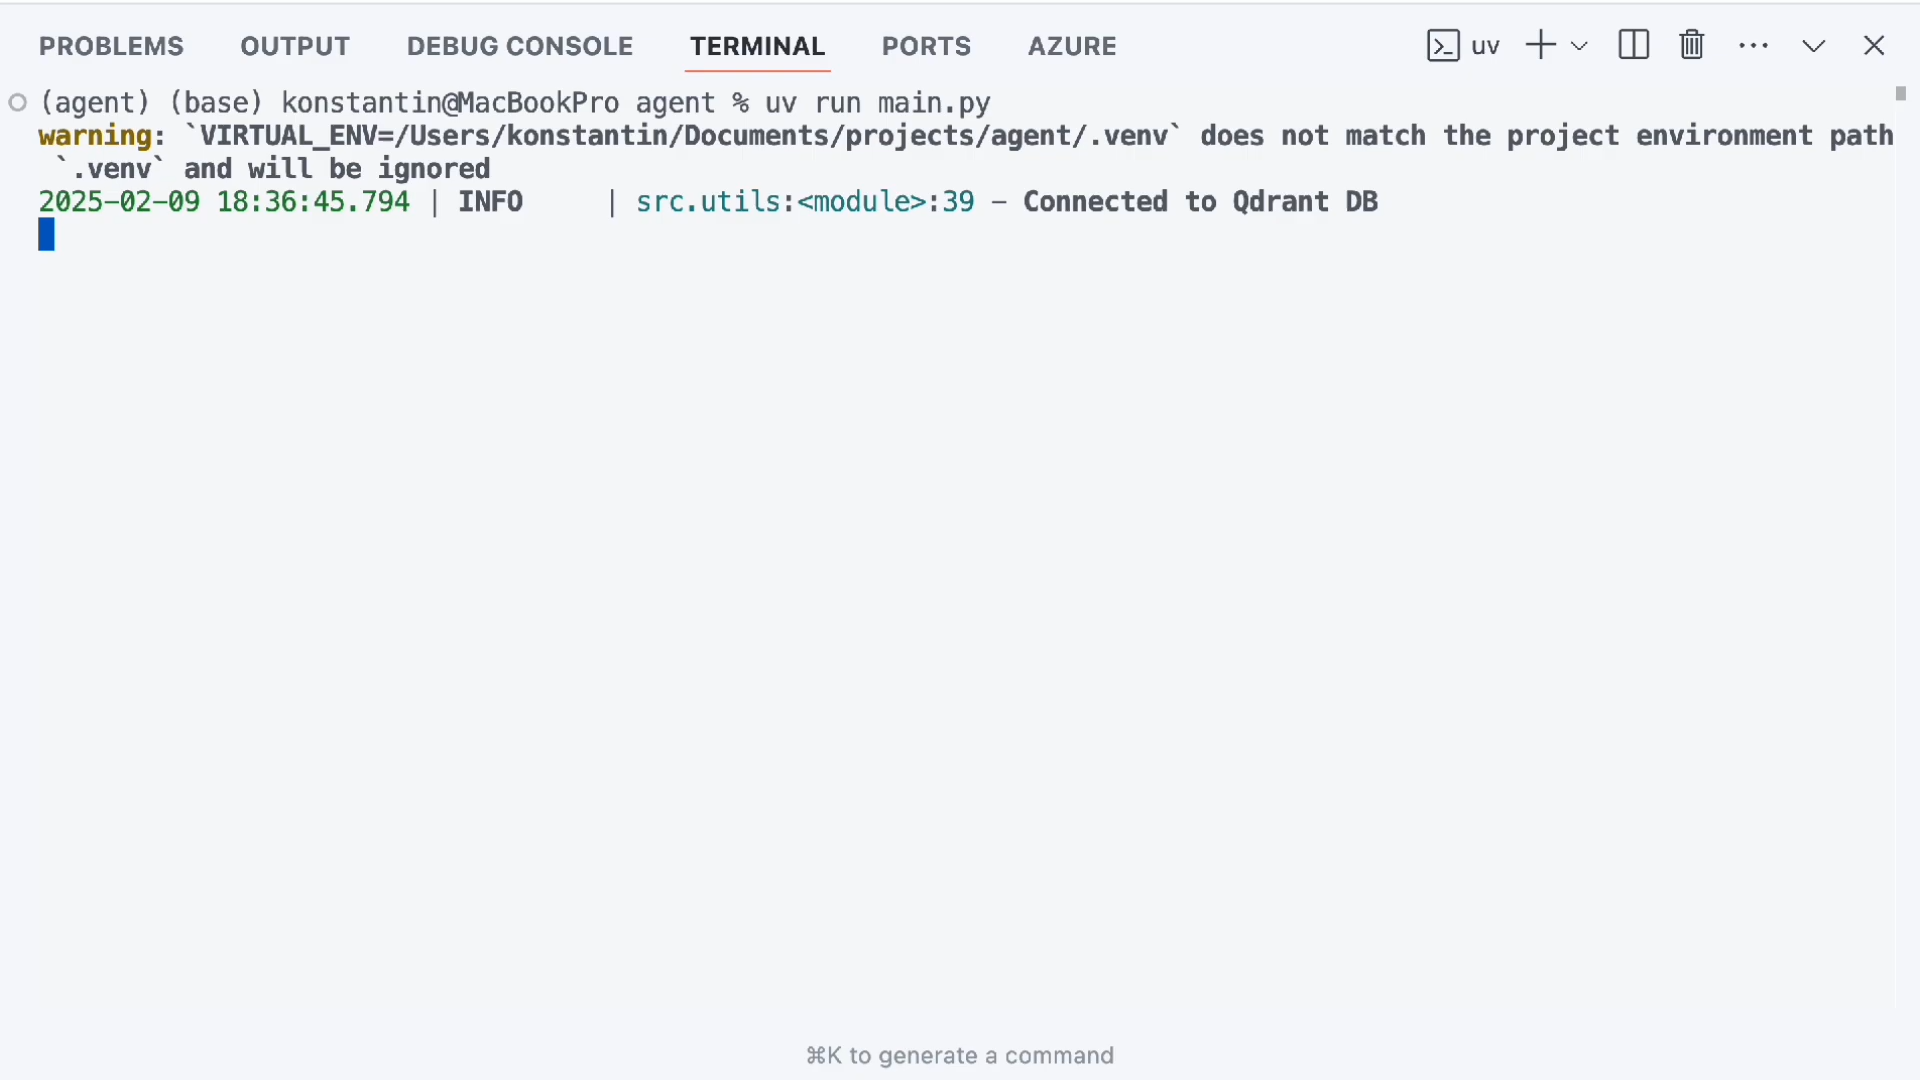 PROBLEMS OUTPUT DEBUG CONSOLE TERMINAL PORTS AZURE uv
(agent) (base) konstantin@MacBookPro agent % uv run main.py
warning: `VIRTUAL_ENV=/Users/konstantin/Documents/projects/agent/.venv` does not match the project environment path
`.venv` and will be ignored
2025-02-09 18:36:45.794 | INFO     | src.utils:<module>:39 - Connected to Qdrant DB
⌘K to generate a command